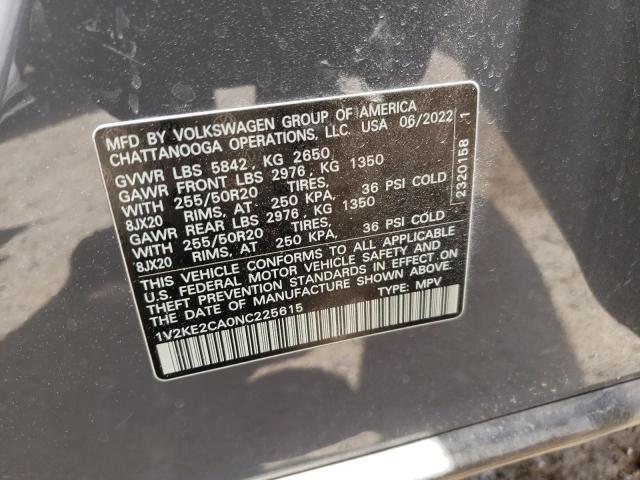 MFD BY VOLKSWAGEN GROUP OF AMERICA
CHATTANOOGA OPERATIONS, LLC. USA 06/2022
GVWR LBS 5842, KG 2650
GAWR FRONT LBS 2976, KG 1350
WITH 255/50R20 TIRES,
8JX20 RIMS, AT 250 KPA, 36 PSI COLD
GAWR REAR LBS 2976, KG 1350
WITH 255/50R20 TIRES,
8JX20 RIMS, AT 250 KPA, 36 PSI COLD
THIS VEHICLE CONFORMS TO ALL APPLICABLE
U.S. FEDERAL MOTOR VEHICLE SAFETY AND
THEFT PREVENTION STANDARDS IN EFFECT ON
THE DATE OF MANUFACTURE SHOWN ABOVE.
1V2KE2CA0NC225615 TYPE: MPV
2320158 1